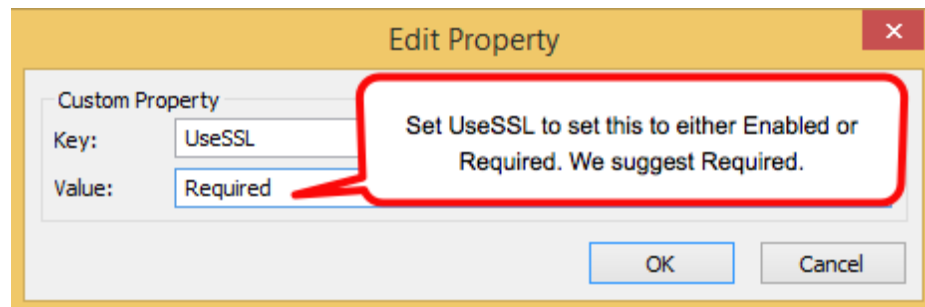 Edit Property
Custom Property
Key:
UseSSL
Set UseSSL to set this to either Enabled or
Required. We suggest Required.
Value:
Required
OK
Cancel